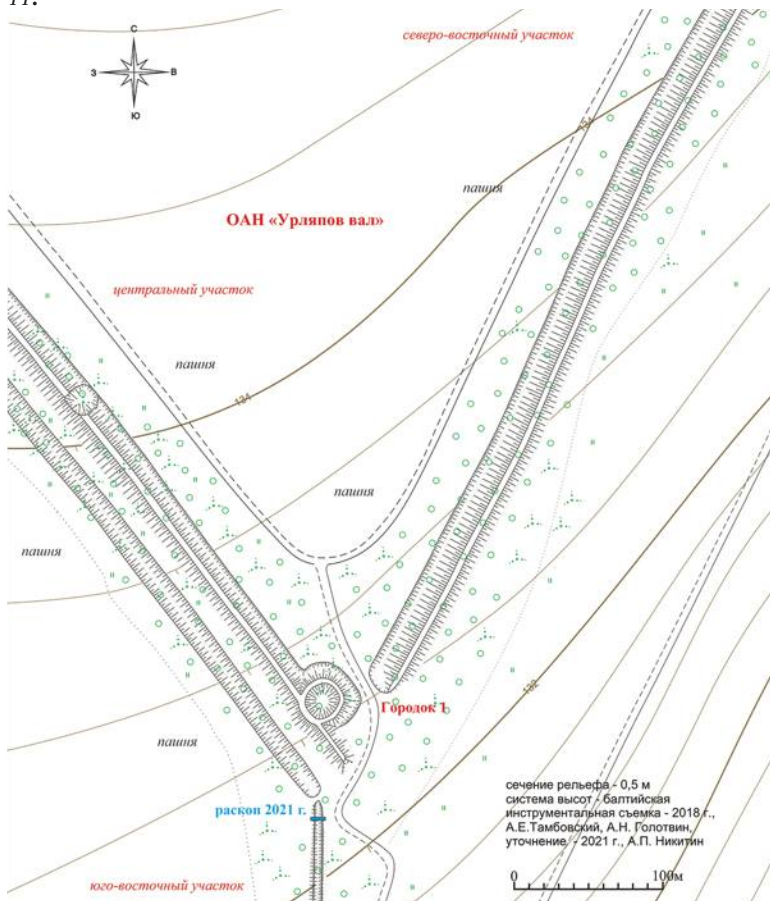 С
З В
Ю
северо-восточный участок
134
пашня
ОАН «Урляпов вал»
центральный участок
пашня
134
пашня
пашня
132
Городок 1
пашня
раскоп 2021 г.
юго-восточный участок
сечение рельефа - 0,5 м
система высот - балтийская
инструментальная съемка - 2018 г.,
А.Е.Тамбовский, А.Н. Голотвин,
уточнение - 2021 г., А.П. Никитин
0 100м